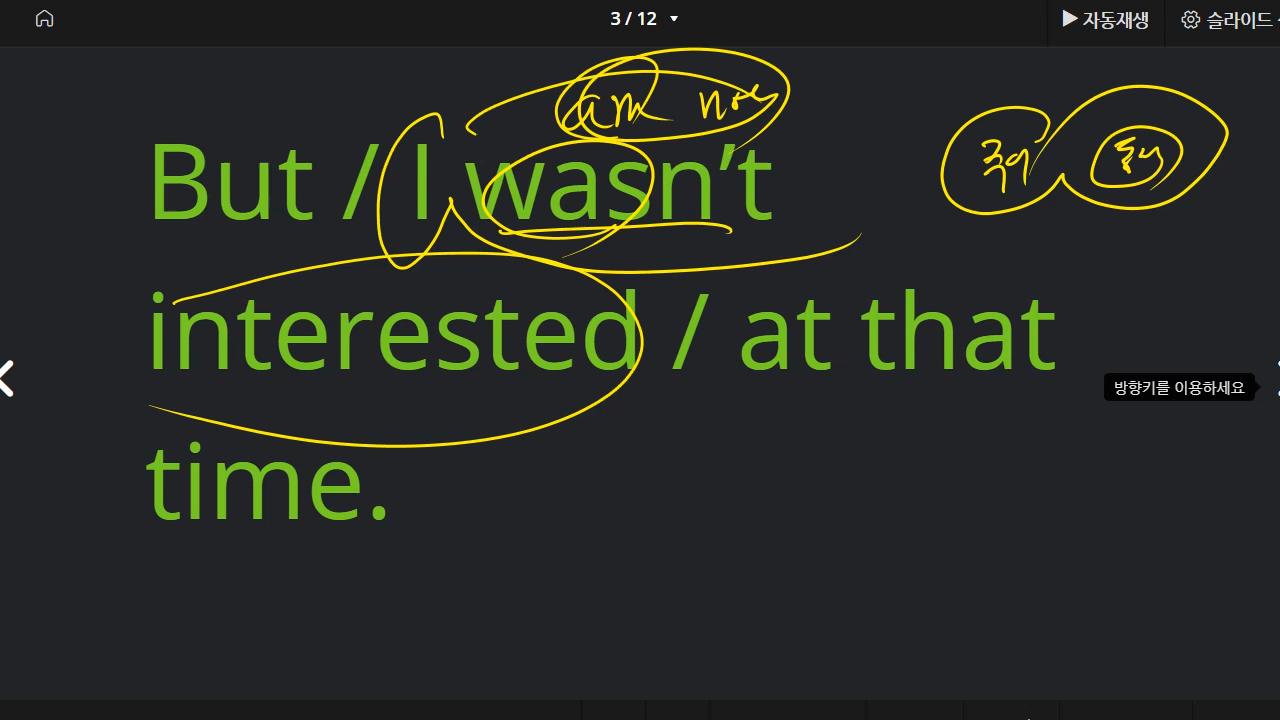 3 / 12
자동재생
슬라이드
am not
주어
동사
But / I wasn't
interested / at that
time.
방향키를 이용하세요